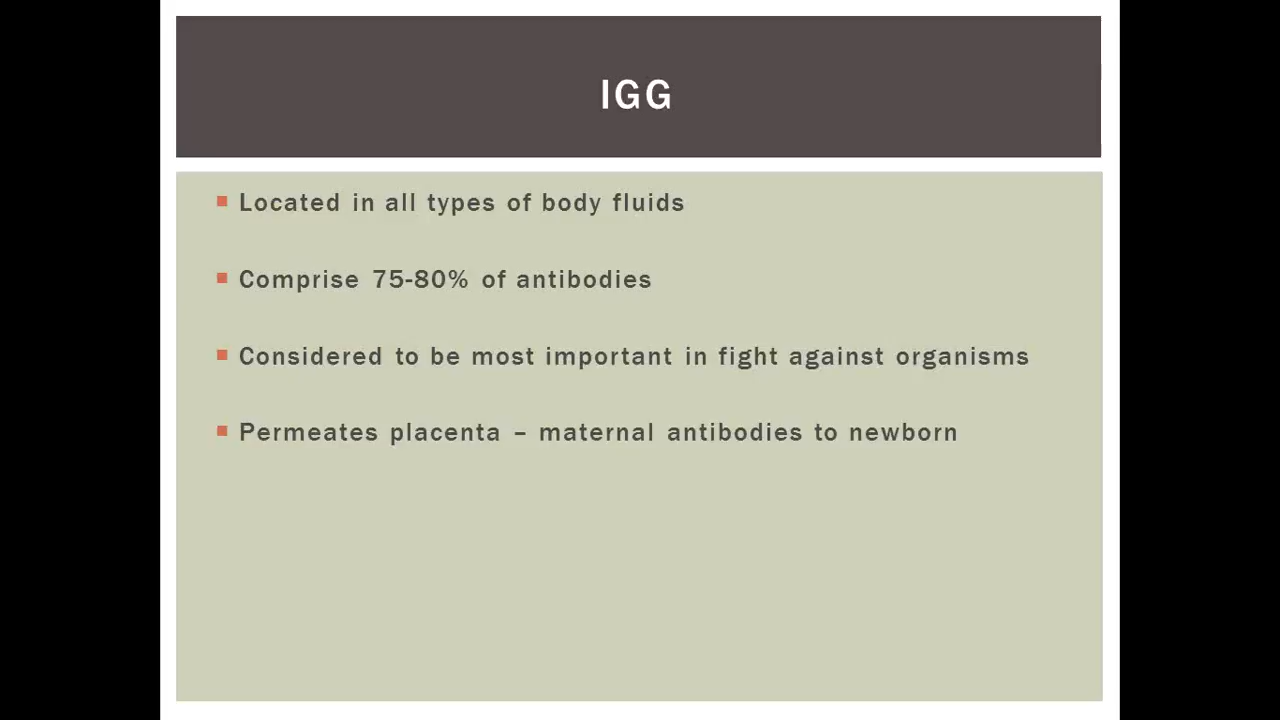 IGG
Located in all types of body fluids
Comprise 75-80% of antibodies
Considered to be most important in fight against organisms
Permeates placenta – maternal antibodies to newborn